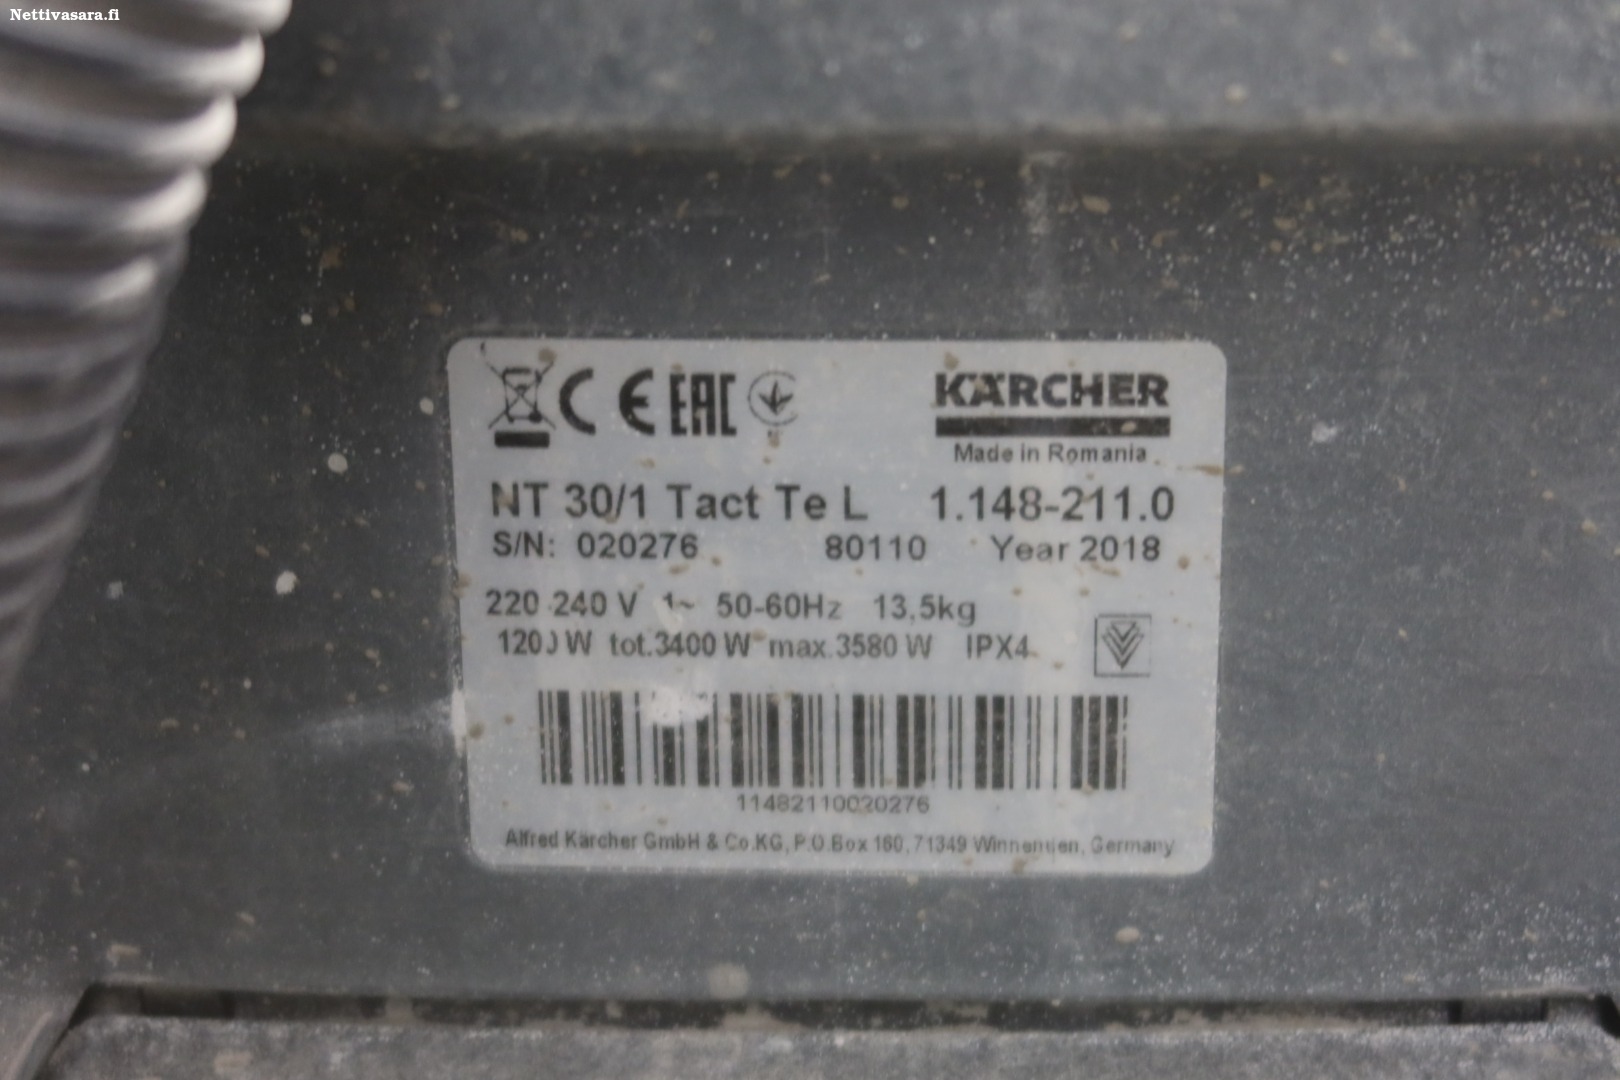 Nettivasara.fi
CE EAC
KÄRCHER
Made in Romania
NT 30/1 Tact Te L 1.148-211.0
S/N: 020276 80110 Year 2018
220-240 V 1~ 50-60Hz 13,5kg
1200 W tot.3400 W max.3580 W IPX4
11482110020276
Alfred Kärcher GmbH & Co.KG, P.O.Box 160, 71349 Winnenden, Germany